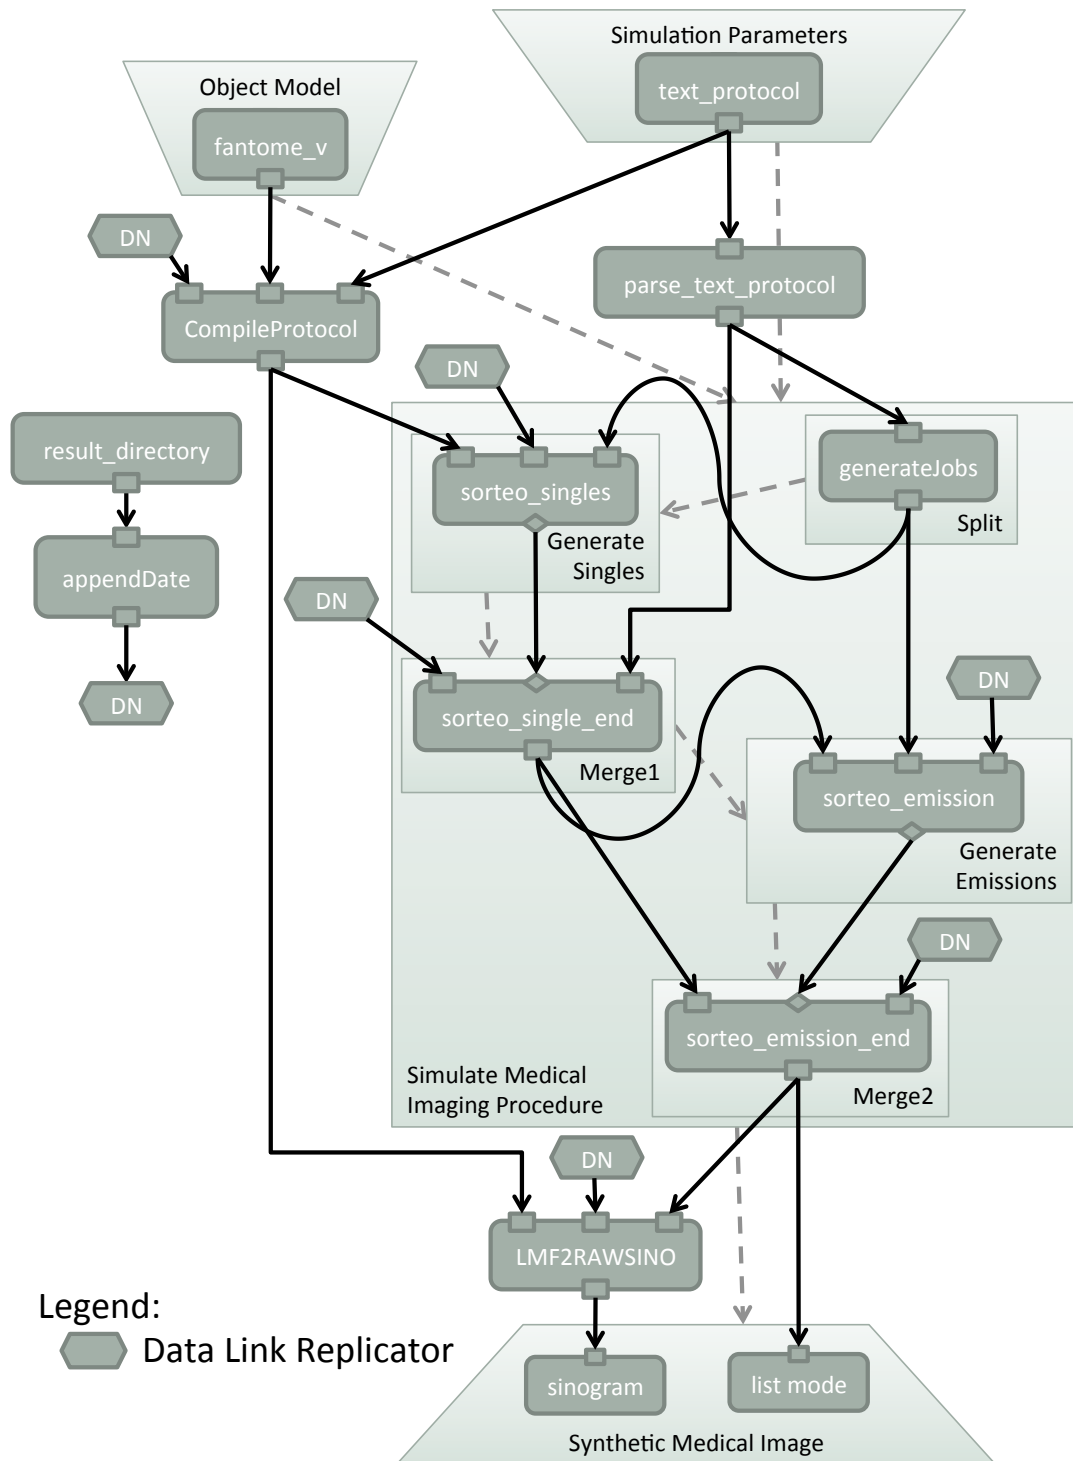 Simulation Parameters
text_protocol
Object Model
fantome_v
DN
parse_text_protocol
CompileProtocol
DN
result_directory
generateJobs
sorteo_singles
Split
Generate
Singles
appendDate
DN
DN
DN
sorteo_single_end
Merge1
sorteo_emission
Generate
Emissions
DN
sorteo_emission_end
Simulate Medical
Imaging Procedure
Merge2
DN
LMF2RAWSINO
Legend:
Data Link Replicator
sinogram
list mode
Synthetic Medical Image